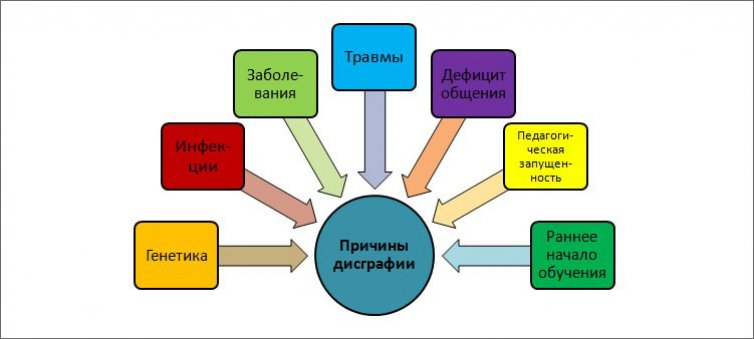 Генетика
Инфек-
ции
Заболе-
вания
Травмы
Дефицит
общения
Педагоги-
ческая
запущен-
ность
Раннее
начало
обучения
Причины
дисграфии